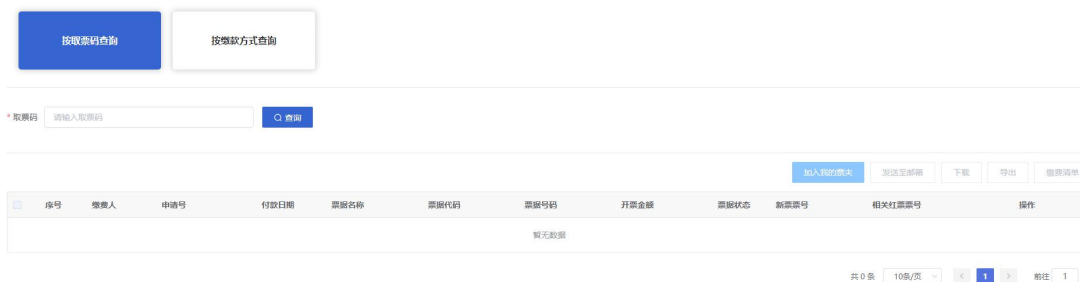 按取票码查询 按缴款方式查询
* 取票码 请输入取票码 查询
加入我的票夹 发送至邮箱 下载 导出 缴费清单
序号 缴费人 申请号 付款日期 票据名称 票据代码 票据号码 开票金额 票据状态 新票票号 相关红票票号 操作
暂无数据
共 0 条 10条/页 < 1 > 前往 1